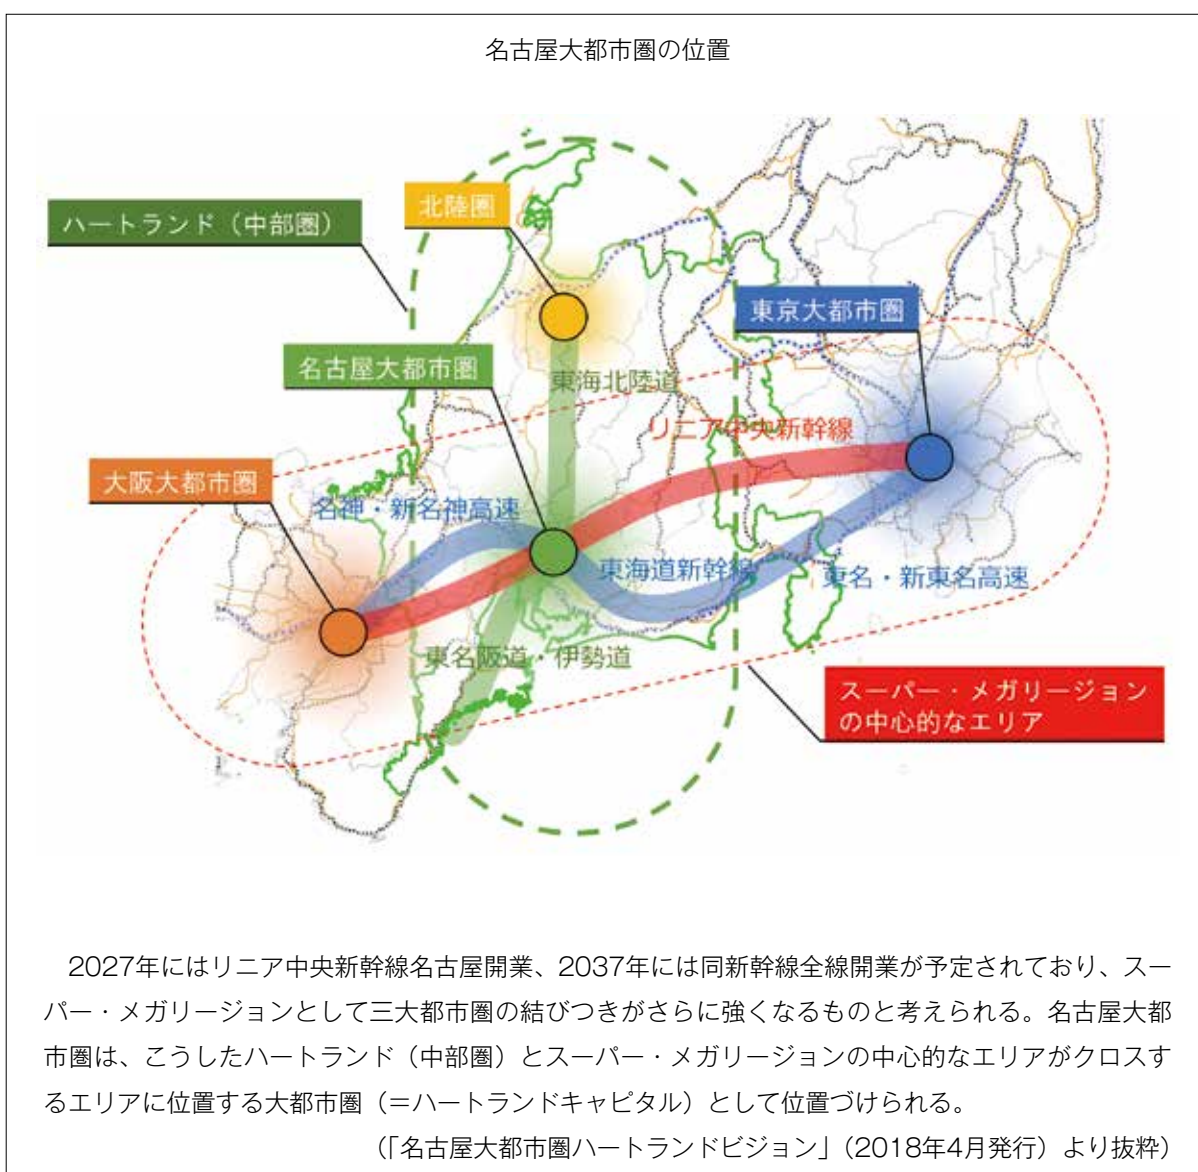 名古屋大都市圏の位置
北陸圏
ハートランド（中部圏）
東京大都市圏
名古屋大都市圏
東海北陸道
リニア中央新幹線
大阪大都市圏
名神・新名神高速
東海道新幹線
東名・新東名高速
東名阪道・伊勢道
スーパー・メガリージョン
の中心的なエリア
2027年にはリニア中央新幹線名古屋開業、2037年には同新幹線全線開業が予定されており、スー
パー・メガリージョンとして三大都市圏の結びつきがさらに強くなるものと考えられる。名古屋大都
市圏は、こうしたハートランド（中部圏）とスーパー・メガリージョンの中心的なエリアがクロスす
るエリアに位置する大都市圏（＝ハートランドキャピタル）として位置づけられる。
（「名古屋大都市圏ハートランドビジョン」（2018年4月発行）より抜粋）